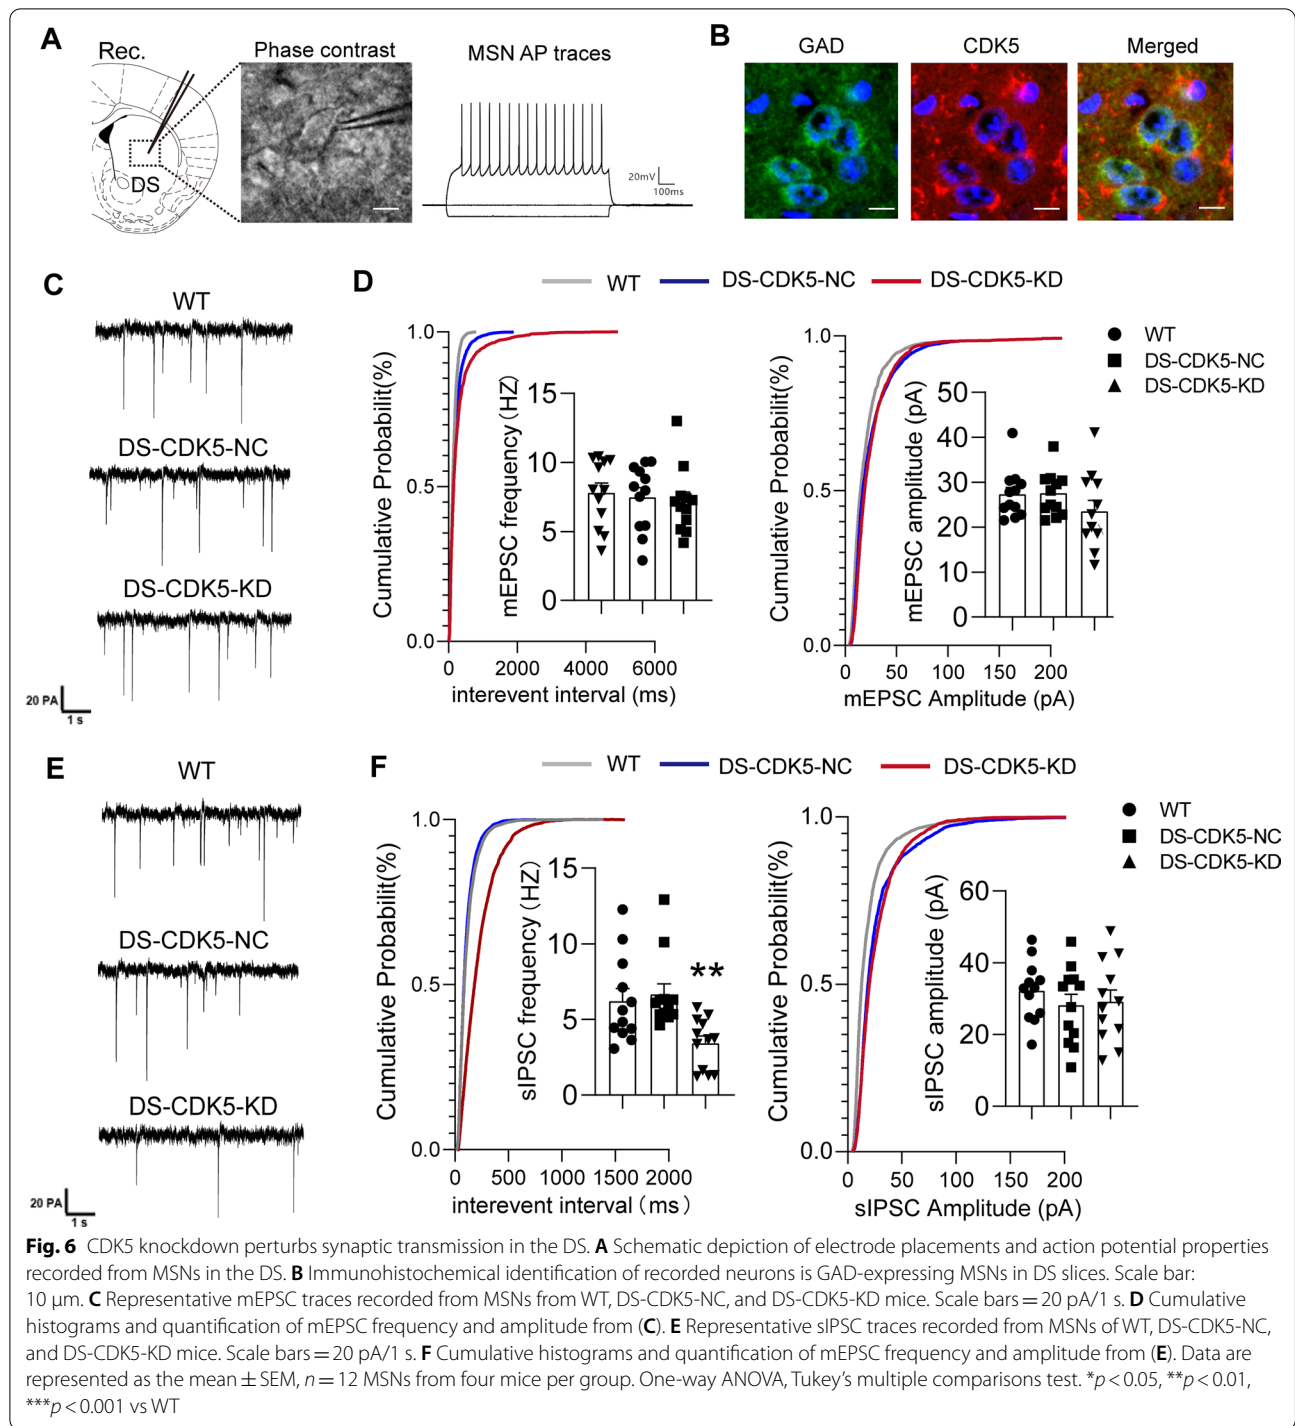 A
Rec.
DS
Phase contrast
MSN AP traces
20mV
100ms
B
GAD
CDK5
Merged
C
WT
DS-CDK5-NC
DS-CDK5-KD
20 PA
1 s
D
WT
DS-CDK5-NC
DS-CDK5-KD
Cumulative Probabilit(%)
1.0
0.5
0.0
0
2000
4000
6000
interevent interval (ms)
mEPSC frequency (HZ)
15
10
5
0
Cumulative Probabilit(%)
1.0
0.5
0.0
0
50
100
150
200
mEPSC Amplitude (pA)
mEPSC amplitude (pA)
50
40
30
20
10
0
WT
DS-CDK5-NC
DS-CDK5-KD
E
WT
DS-CDK5-NC
DS-CDK5-KD
20 PA
1 s
F
WT
DS-CDK5-NC
DS-CDK5-KD
Cumulative Probabilit(%)
1.0
0.5
0.0
0
500
1000
1500
2000
interevent interval (ms)
sIPSC frequency (HZ)
15
10
5
0
**
Cumulative Probabilit(%)
1.0
0.5
0.0
0
50
100
150
200
sIPSC Amplitude (pA)
sIPSC amplitude (pA)
60
40
20
0
WT
DS-CDK5-NC
DS-CDK5-KD
Fig. 6 CDK5 knockdown perturbs synaptic transmission in the DS. A Schematic depiction of electrode placements and action potential properties
recorded from MSNs in the DS. B Immunohistochemical identification of recorded neurons is GAD-expressing MSNs in DS slices. Scale bar:
10 μm. C Representative mEPSC traces recorded from MSNs from WT, DS-CDK5-NC, and DS-CDK5-KD mice. Scale bars = 20 pA/1 s. D Cumulative
histograms and quantification of mEPSC frequency and amplitude from (C). E Representative sIPSC traces recorded from MSNs of WT, DS-CDK5-NC,
and DS-CDK5-KD mice. Scale bars = 20 pA/1 s. F Cumulative histograms and quantification of mEPSC frequency and amplitude from (E). Data are
represented as the mean ± SEM, n = 12 MSNs from four mice per group. One-way ANOVA, Tukey's multiple comparisons test. *p < 0.05, **p < 0.01,
***p < 0.001 vs WT